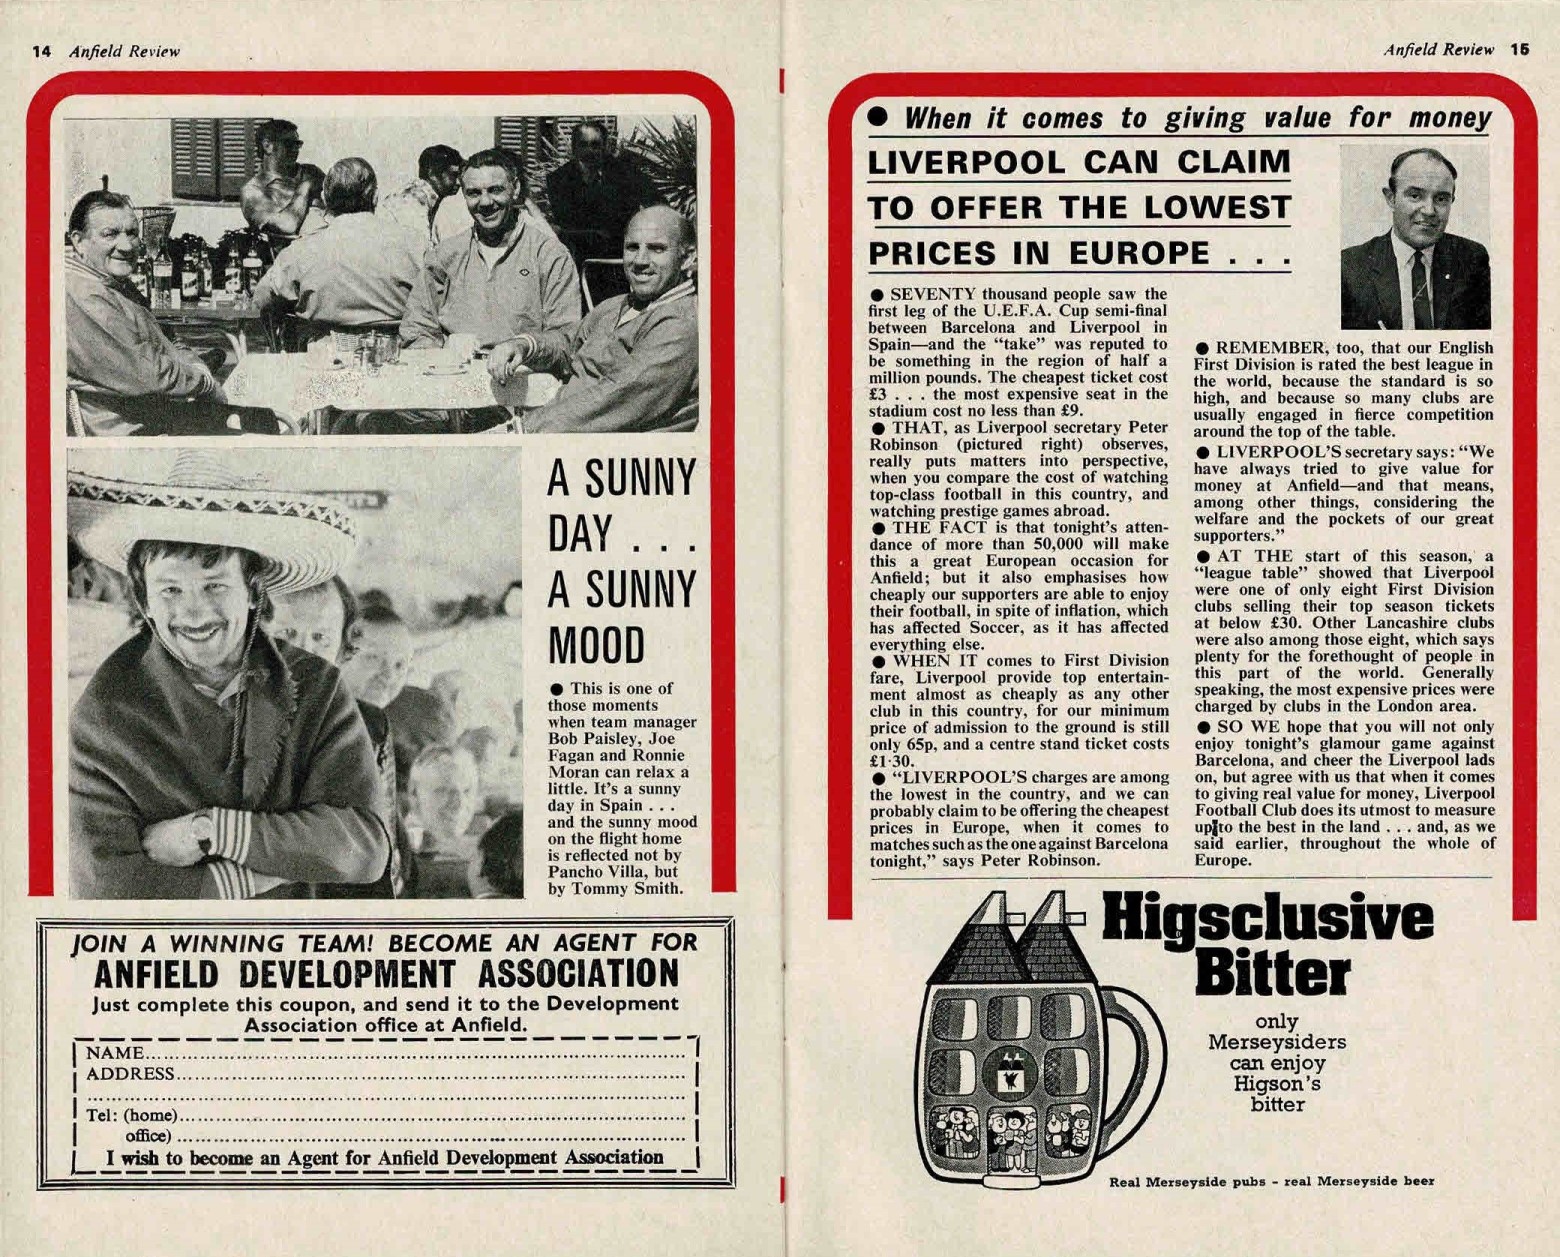 14 Anfield Review
A SUNNY
DAY . . .
A SUNNY
MOOD
● This is one of
those moments
when team manager
Bob Paisley, Joe
Fagan and Ronnie
Moran can relax a
little. It's a sunny
day in Spain . . .
and the sunny mood
on the flight home
is reflected not by
Pancho Villa, but
by Tommy Smith.
JOIN A WINNING TEAM! BECOME AN AGENT FOR
ANFIELD DEVELOPMENT ASSOCIATION
Just complete this coupon, and send it to the Development
Association office at Anfield.
NAME
ADDRESS
Tel: (home)
office)
I wish to become an Agent for Anfield Development Association
Anfield Review 15
● When it comes to giving value for money
LIVERPOOL CAN CLAIM
TO OFFER THE LOWEST
PRICES IN EUROPE . . .
● SEVENTY thousand people saw the
first leg of the U.E.F.A. Cup semi-final
between Barcelona and Liverpool in
Spain—and the "take" was reputed to
be something in the region of half a
million pounds. The cheapest ticket cost
£3 . . . the most expensive seat in the
stadium cost no less than £9.
● THAT, as Liverpool secretary Peter
Robinson (pictured right) observes,
really puts matters into perspective,
when you compare the cost of watching
top-class football in this country, and
watching prestige games abroad.
● THE FACT is that tonight's atten-
dance of more than 50,000 will make
this a great European occasion for
Anfield; but it also emphasises how
cheaply our supporters are able to enjoy
their football, in spite of inflation, which
has affected Soccer, as it has affected
everything else.
● WHEN IT comes to First Division
fare, Liverpool provide top entertain-
ment almost as cheaply as any other
club in this country, for our minimum
price of admission to the ground is still
only 65p, and a centre stand ticket costs
£1·30.
● "LIVERPOOL'S charges are among
the lowest in the country, and we can
probably claim to be offering the cheapest
prices in Europe, when it comes to
matches such as the one against Barcelona
tonight," says Peter Robinson.
● REMEMBER, too, that our English
First Division is rated the best league in
the world, because the standard is so
high, and because so many clubs are
usually engaged in fierce competition
around the top of the table.
● LIVERPOOL'S secretary says: "We
have always tried to give value for
money at Anfield—and that means,
among other things, considering the
welfare and the pockets of our great
supporters."
● AT THE start of this season, a
"league table" showed that Liverpool
were one of only eight First Division
clubs selling their top season tickets
at below £30. Other Lancashire clubs
were also among those eight, which says
plenty for the forethought of people in
this part of the world. Generally
speaking, the most expensive prices were
charged by clubs in the London area.
● SO WE hope that you will not only
enjoy tonight's glamour game against
Barcelona, and cheer the Liverpool lads
on, but agree with us that when it comes
to giving real value for money, Liverpool
Football Club does its utmost to measure
up to the best in the land . . . and, as we
said earlier, throughout the whole of
Europe.
Higsclusive
Bitter
only
Merseysiders
can enjoy
Higson's
bitter
Real Merseyside pubs - real Merseyside beer